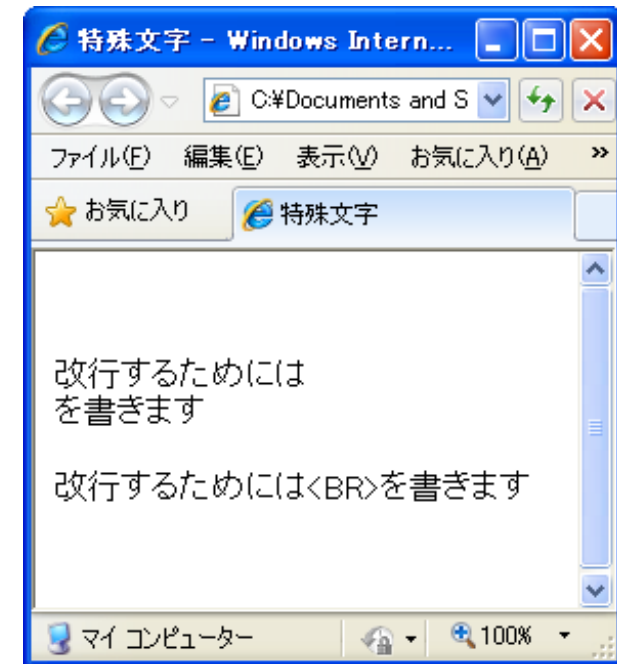 特殊文字 - Windows Intern...
C:¥Documents and S
ファイル(F) 編集(E) 表示(V) お気に入り(A) »
お気に入り 特殊文字
改行するためには
を書きます
改行するためには<BR>を書きます
マイ コンピューター 100%